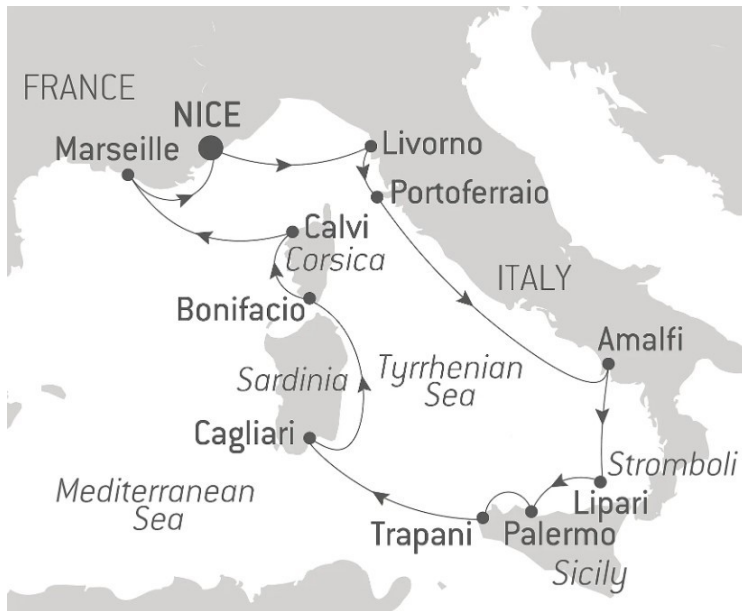 FRANCE
NICE
Marseille
Livorno
Portoferraio
Calvi
Corsica
ITALY
Bonifacio
Amalfi
Sardinia
Tyrrhenian
Sea
Cagliari
Stromboli
Mediterranean
Sea
Lipari
Trapani
Palermo
Sicily